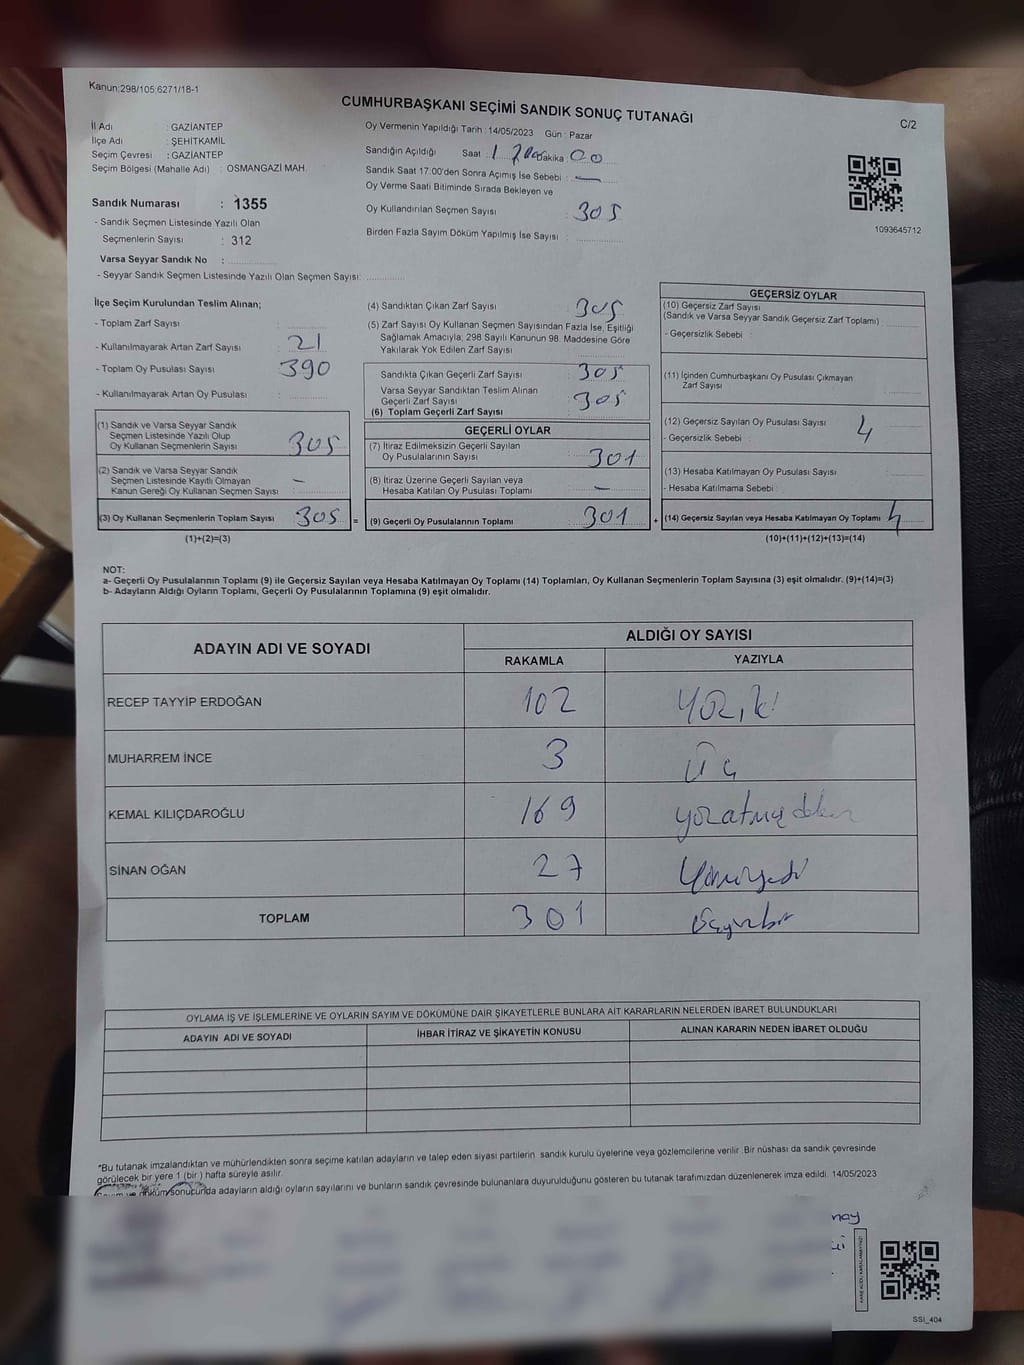 Kanun;298/105;6271/18-1
CUMHURBAŞKANI SEÇİMİ SANDIK SONUÇ TUTANAĞI
C/2
İl Adı : GAZİANTEP
İlçe Adı : ŞEHİTKAMİL
Seçim Çevresi : GAZİANTEP
Seçim Bölgesi (Mahalle Adı) : OSMANGAZİ MAH.
Sandık Numarası : 1355
- Sandık Seçmen Listesinde Yazılı Olan
Seçmenlerin Sayısı : 312
Varsa Seyyar Sandık No :
- Seyyar Sandık Seçmen Listesinde Yazılı Olan Seçmen Sayısı:
Oy Vermenin Yapıldığı Tarih : 14/05/2023 Gün : Pazar
Sandığın Açıldığı Saat : 17 Dakika 00
Sandık Saat 17:00'den Sonra Açımış İse Sebebi : —
Oy Verme Saati Bitiminde Sırada Bekleyen ve
Oy Kullandırılan Seçmen Sayısı 305
Birden Fazla Sayım Döküm Yapılmış İse Sayısı :
1093645712
İlçe Seçim Kurulundan Teslim Alınan;
- Toplam Zarf Sayısı :
- Kullanılmayarak Artan Zarf Sayısı : 21
- Toplam Oy Pusulası Sayısı : 390
- Kullanılmayarak Artan Oy Pusulası :
(1) Sandık ve Varsa Seyyar Sandık
Seçmen Listesinde Yazılı Olup
Oy Kullanan Seçmenlerin Sayısı 305
(2) Sandık ve Varsa Seyyar Sandık
Seçmen Listesinde Kayıtlı Olmayan
Kanun Gereği Oy Kullanan Seçmen Sayısı : —
(3) Oy Kullanan Seçmenlerin Toplam Sayısı 305 =
(1)+(2)=(3)
(4) Sandıktan Çıkan Zarf Sayısı 305
(5) Zarf Sayısı Oy Kullanan Seçmen Sayısından Fazla İse, Eşitliği
Sağlamak Amacıyla; 298 Sayılı Kanunun 98. Maddesine Göre
Yakılarak Yok Edilen Zarf Sayısı
Sandıkta Çıkan Geçerli Zarf Sayısı 305
Varsa Seyyar Sandıktan Teslim Alınan
Geçerli Zarf Sayısı 305
(6) Toplam Geçerli Zarf Sayısı
GEÇERLİ OYLAR
(7) İtiraz Edilmeksizin Geçerli Sayılan
Oy Pusulalarının Sayısı 301
(8) İtiraz Üzerine Geçerli Sayılan veya
Hesaba Katılan Oy Pusulası Toplamı : —
(9) Geçerli Oy Pusulalarının Toplamı 301 +
GEÇERSİZ OYLAR
(10) Geçersiz Zarf Sayısı
(Sandık ve Varsa Seyyar Sandık Geçersiz Zarf Toplamı) :
- Geçersizlik Sebebi :
(11) İçinden Cumhurbaşkanı Oy Pusulası Çıkmayan
Zarf Sayısı
(12) Geçersiz Sayılan Oy Pusulası Sayısı 4
- Geçersizlik Sebebi :
(13) Hesaba Katılmayan Oy Pusulası Sayısı
- Hesaba Katılmama Sebebi :
(14) Geçersiz Sayılan veya Hesaba Katılmayan Oy Toplamı 4
(10)+(11)+(12)+(13)=(14)
NOT:
a- Geçerli Oy Pusulalarının Toplamı (9) ile Geçersiz Sayılan veya Hesaba Katılmayan Oy Toplamı (14) Toplamları, Oy Kullanan Seçmenlerin Toplam Sayısına (3) eşit olmalıdır. (9)+(14)=(3)
b- Adayların Aldığı Oyların Toplamı, Geçerli Oy Pusulalarının Toplamına (9) eşit olmalıdır.
ADAYIN ADI VE SOYADI ALDIĞI OY SAYISI
RAKAMLA YAZIYLA
RECEP TAYYİP ERDOĞAN 102 yüziki
MUHARREM İNCE 3 üç
KEMAL KILIÇDAROĞLU 169
SİNAN OĞAN 27 yirmiyedi
TOPLAM 301 üçyüzbir
OYLAMA İŞ VE İŞLEMLERİNE VE OYLARIN SAYIM VE DÖKÜMÜNE DAİR ŞİKAYETLERLE BUNLARA AİT KARARLARIN NELERDEN İBARET BULUNDUKLARI
ADAYIN ADI VE SOYADI İHBAR İTİRAZ VE ŞİKAYETİN KONUSU ALINAN KARARIN NEDEN İBARET OLDUĞU
*Bu tutanak imzalandıktan ve mühürlendikten sonra seçime katılan adayların ve talep eden siyasi partilerin sandık kurulu üyelerine veya gözlemcilerine verilir. Bir nüshası da sandık çevresinde
görülecek bir yere 1 (bir) hafta süreyle asılır.
döküm sonucunda adayların aldığı oyların sayılarını ve bunların sandık çevresinde bulunanlara duyurulduğunu gösteren bu tutanak tarafımızdan düzenlenerek imza edildi. 14/05/2023
SSI_404